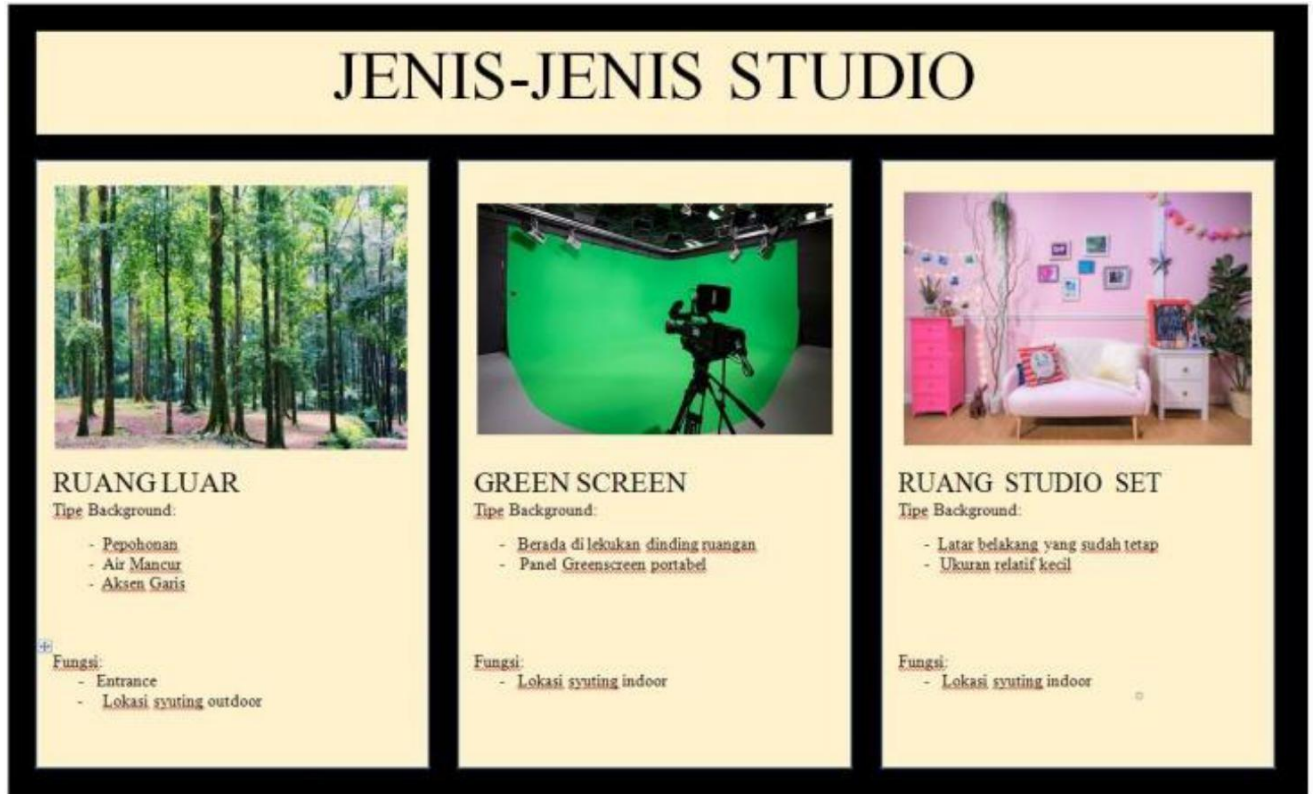 JENIS-JENIS STUDIO
RUANG LUAR
Tipe Background:
- Pepohonan
- Air Mancur
- Aksen Garis
Fungsi:
- Entrance
- Lokasi syuting outdoor
GREEN SCREEN
Tipe Background:
- Berada di lekukan dinding ruangan
- Panel Greenscreen portabel
Fungsi:
- Lokasi syuting indoor
RUANG STUDIO SET
Tipe Background:
- Latar belakang yang sudah tetap
- Ukuran relatif kecil
Fungsi:
- Lokasi syuting indoor